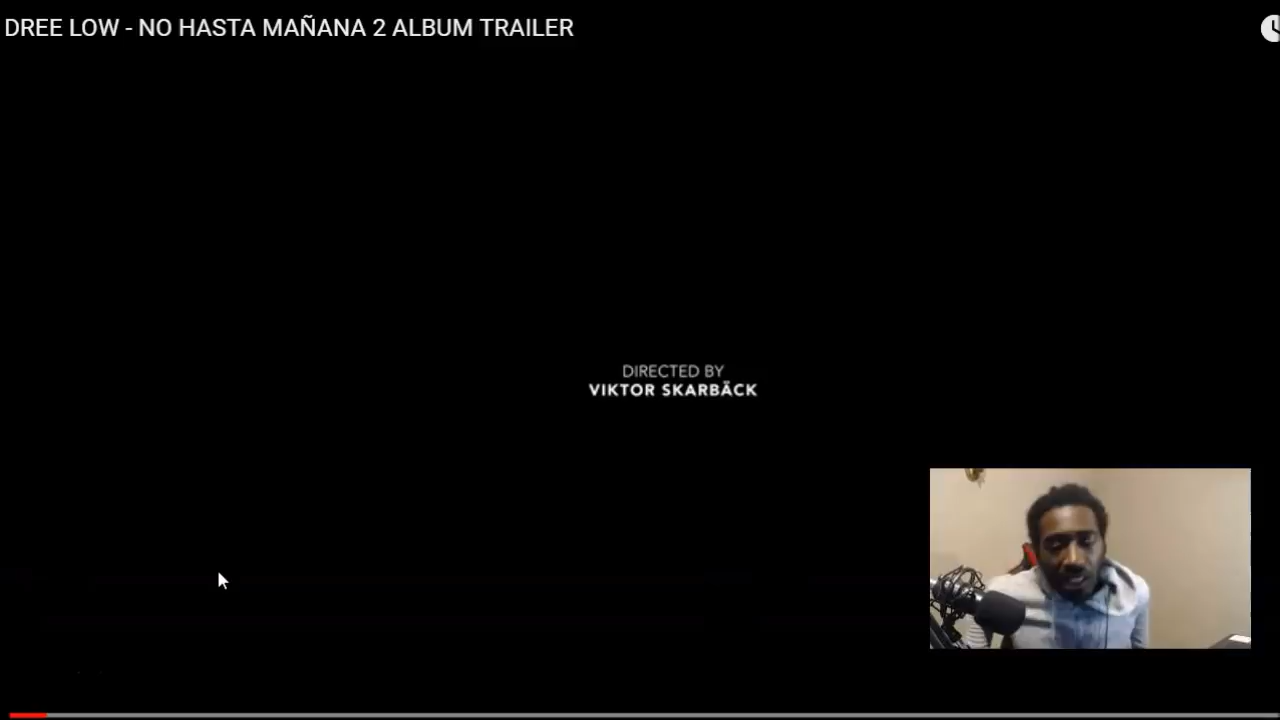 DREE LOW - NO HASTA MAÑANA 2 ALBUM TRAILER
DIRECTED BY
VIKTOR SKARBÄCK